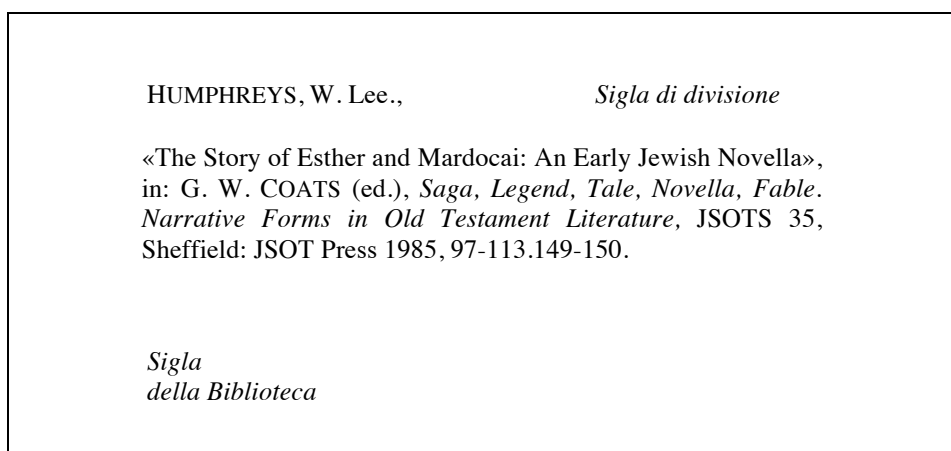 HUMPHREYS, W. Lee., Sigla di divisione
«The Story of Esther and Mardocai: An Early Jewish Novella»,
in: G. W. COATS (ed.), Saga, Legend, Tale, Novella, Fable.
Narrative Forms in Old Testament Literature, JSOTS 35,
Sheffield: JSOT Press 1985, 97-113.149-150.
Sigla
della Biblioteca